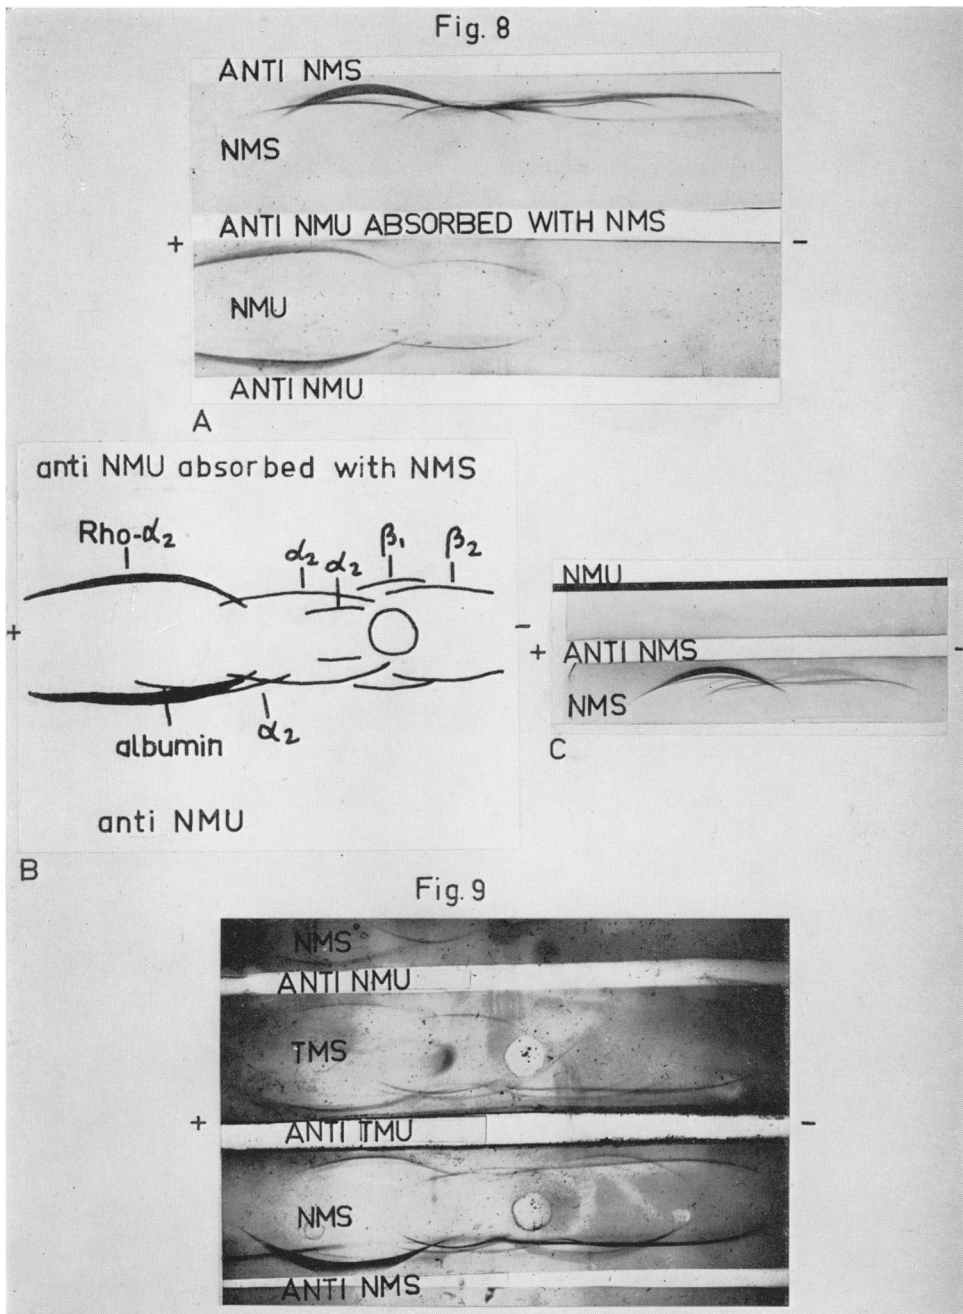 Fig. 8
ANTI NMS
NMS
ANTI NMU ABSORBED WITH NMS
+ −
NMU
ANTI NMU
A
anti NMU absorbed with NMS
Rho-α₂
α₂ α₂ β₁ β₂
+ −
albumin α₂
anti NMU
B
NMU
+ ANTI NMS −
NMS
C
Fig. 9
NMS
ANTI NMU
TMS
+ ANTI TMU −
NMS
ANTI NMS